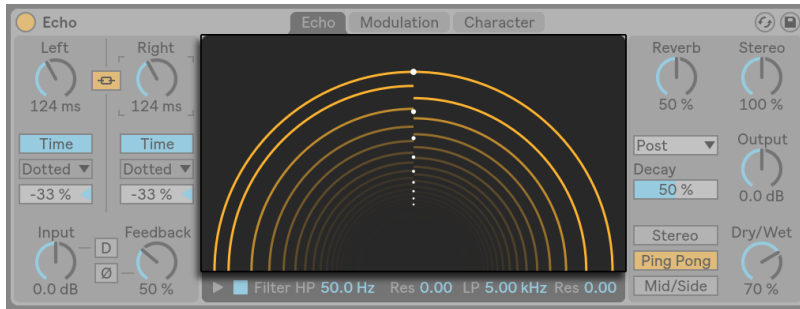 Echo
Echo Modulation Character
Left Right
124 ms 124 ms
Time Time
Dotted Dotted
-33 % -33 %
Input Feedback
D
Ø
0.0 dB 50 %
Filter HP 50.0 Hz Res 0.00 LP 5.00 kHz Res 0.00
Reverb Stereo
50 % 100 %
Post Output
Decay
50 % 0.0 dB
Stereo Dry/Wet
Ping Pong
Mid/Side 70 %